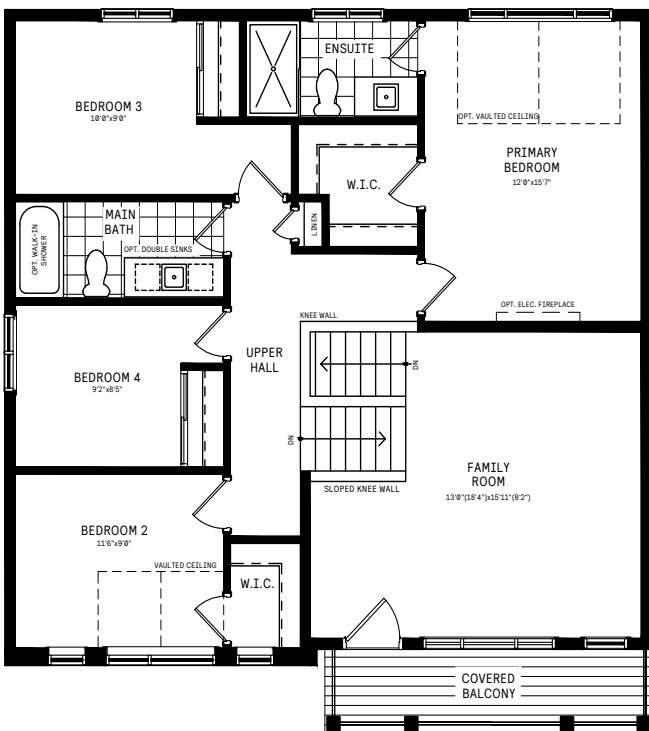 ENSUITE
BEDROOM 3
10'0"x9'0"
OPT. VAULTED CEILING
PRIMARY
BEDROOM
12'0"x15'7"
W.I.C.
LINEN
MAIN
BATH
OPT. DOUBLE SINKS
OPT. WALK-IN
SHOWER
OPT. ELEC. FIREPLACE
KNEE WALL
UPPER
HALL
DN
BEDROOM 4
9'2"x8'5"
DN
SLOPED KNEE WALL
FAMILY
ROOM
13'0"(18'4")x15'11"(8'2")
BEDROOM 2
11'6"x9'0"
VAULTED CEILING
W.I.C.
COVERED
BALCONY